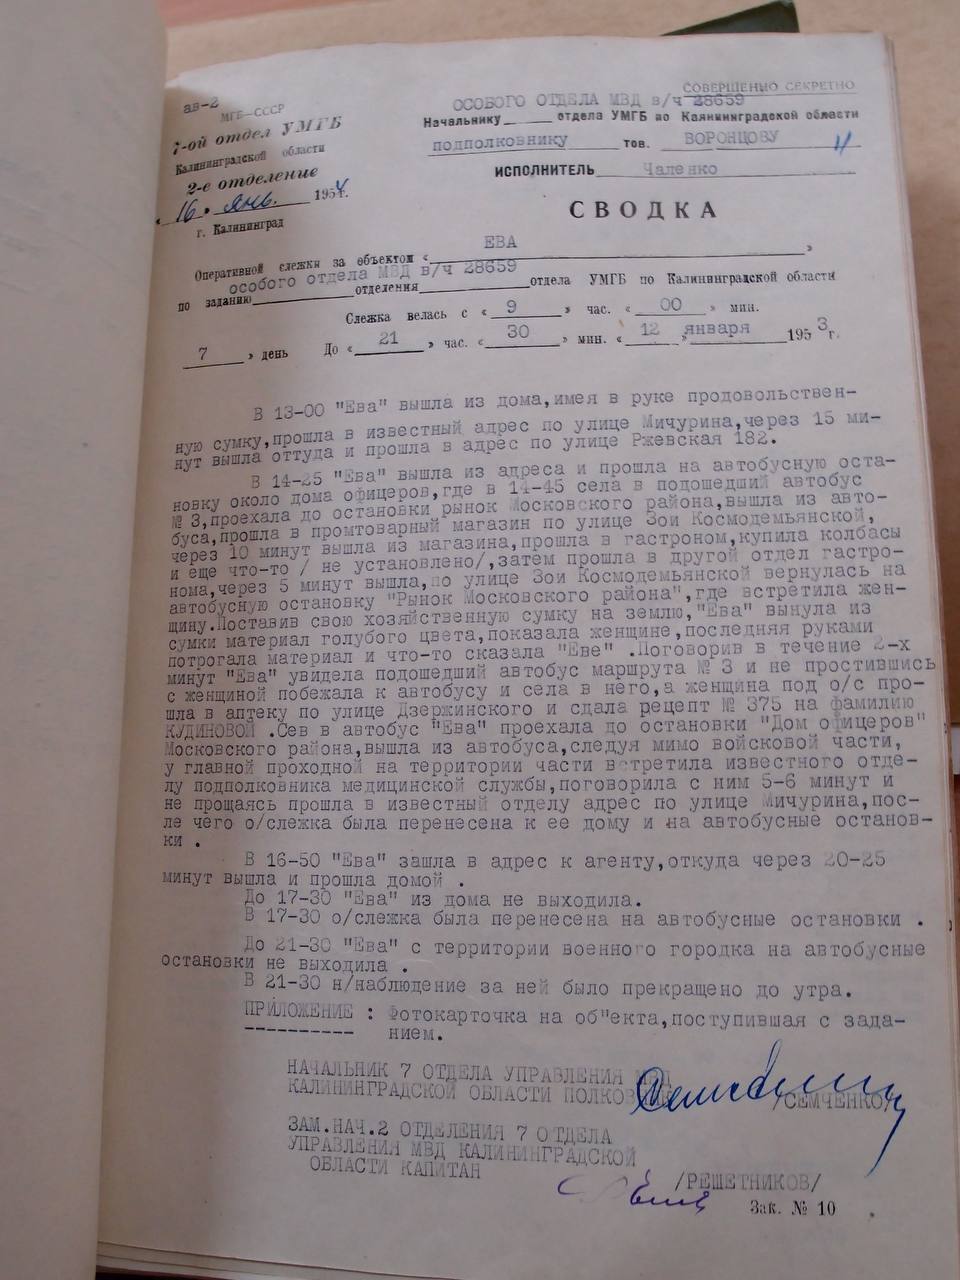 ав-2
СОВЕРШЕННО СЕКРЕТНО
МГБ-СССР
7-ой отдел УМГБ
Калининградской области
2-е отделение
"16" янв. 1954г.
г. Калининград
ОСОБОГО ОТДЕЛА МВД в/ч 28659
Начальнику ___ отдела УМГБ по Калининградской области
подполковнику тов. ВОРОНЦОВУ
ИСПОЛНИТЕЛЬ Чаленко
СВОДКА
Оперативной слежки за объектом « ЕВА »
особого отдела МВД в/ч 28659
по заданию ___ отделения ___ отдела УМГБ по Калининградской области
Слежка велась с « 9 » час. « 00 » мин.
7 » день До « 21 » час. « 30 » мин. « 12 » января 1953г.
В 13-00 "Ева" вышла из дома,имея в руке продовольствен-
ную сумку,прошла в известный адрес по улице Мичурина,через 15 ми-
нут вышла оттуда и прошла в адрес по улице Ржевская 182.
В 14-25 "Ева" вышла из адреса и прошла на автобусную оста-
новку около дома офицеров,где в 14-45 села в подошедший автобус
№ 3,проехала до остановки рынок Московского района,вышла из авто-
буса,прошла в промтоварный магазин по улице Зои Космодемьянской,
через 10 минут вышла из магазина,прошла в гастроном,купила колбасы
и еще что-то / не установлено/,затем прошла в другой отдел гастро-
нома,через 5 минут вышла,по улице Зои Космодемьянской вернулась на
автобусную остановку "Рынок Московского района",где встретила жен-
щину.Поставив свою хозяйственную сумку на землю,"Ева" вынула из
сумки материал голубого цвета,показала женщине,последняя руками
потрогала материал и что-то сказала "Еве" .Поговорив в течение 2-х
минут "Ева" увидела подошедший автобус маршрута № 3 и не простившись
с женщиной побежала к автобусу и села в него,а женщина под о/с про-
шла в аптеку по улице Дзержинского и сдала рецепт № 375 на фамилию
КУДИНОВОЙ .Сев в автобус "Ева" проехала до остановки "Дом офицеров"
Московского района,вышла из автобуса,следуя мимо войсковой части,
у главной проходной на территории части встретила известного отде-
лу подполковника медицинской службы,поговорила с ним 5-6 минут и
не прощаясь прошла в известный отделу адрес по улице Мичурина,пос-
ле чего о/слежка была перенесена к ее дому и на автобусные останов-
ки .
В 16-50 "Ева" зашла в адрес к агенту,откуда через 20-25
минут вышла и прошла домой .
До 17-30 "Ева" из дома не выходила.
В 17-30 о/слежка была перенесена на автобусные остановки .
До 21-30 "Ева" с территории военного городка на автобусные
остановки не выходила .
В 21-30 н/наблюдение за ней было прекращено до утра.
ПРИЛОЖЕНИЕ : Фотокарточка на об"екта,поступившая с зада-
----------- нием.
НАЧАЛЬНИК 7 ОТДЕЛА УПРАВЛЕНИЯ МВД
КАЛИНИНГРАДСКОЙ ОБЛАСТИ ПОЛКОВНИК /СЕМЧЕНКО/
ЗАМ.НАЧ.2 ОТДЕЛЕНИЯ 7 ОТДЕЛА
УПРАВЛЕНИЯ МВД КАЛИНИНГРАДСКОЙ
ОБЛАСТИ КАПИТАН /РЕШЕТНИКОВ/
Зак. № 10